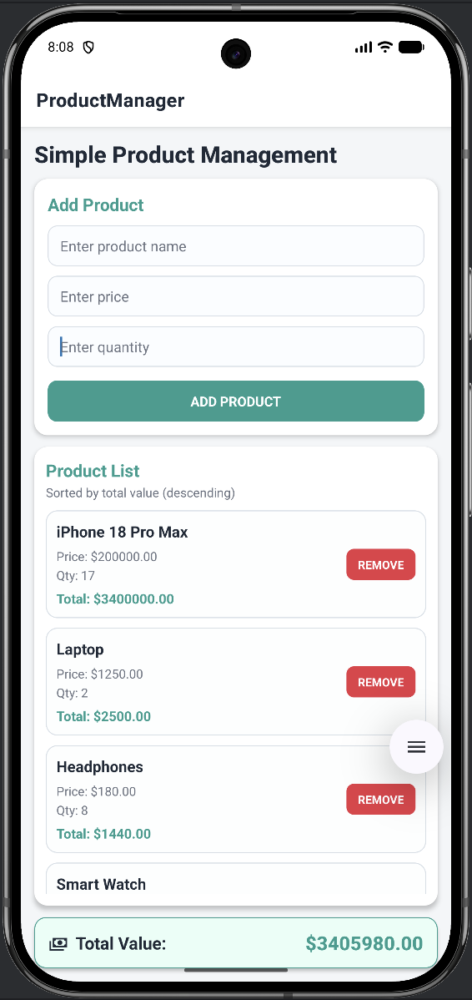 8:08
ProductManager
Simple Product Management
Add Product
Enter product name
Enter price
Enter quantity
ADD PRODUCT
Product List
Sorted by total value (descending)
iPhone 18 Pro Max
Price: $200000.00
Qty: 17
Total: $3400000.00
REMOVE
Laptop
Price: $1250.00
Qty: 2
Total: $2500.00
REMOVE
Headphones
Price: $180.00
Qty: 8
Total: $1440.00
REMOVE
Smart Watch
Total Value: $3405980.00